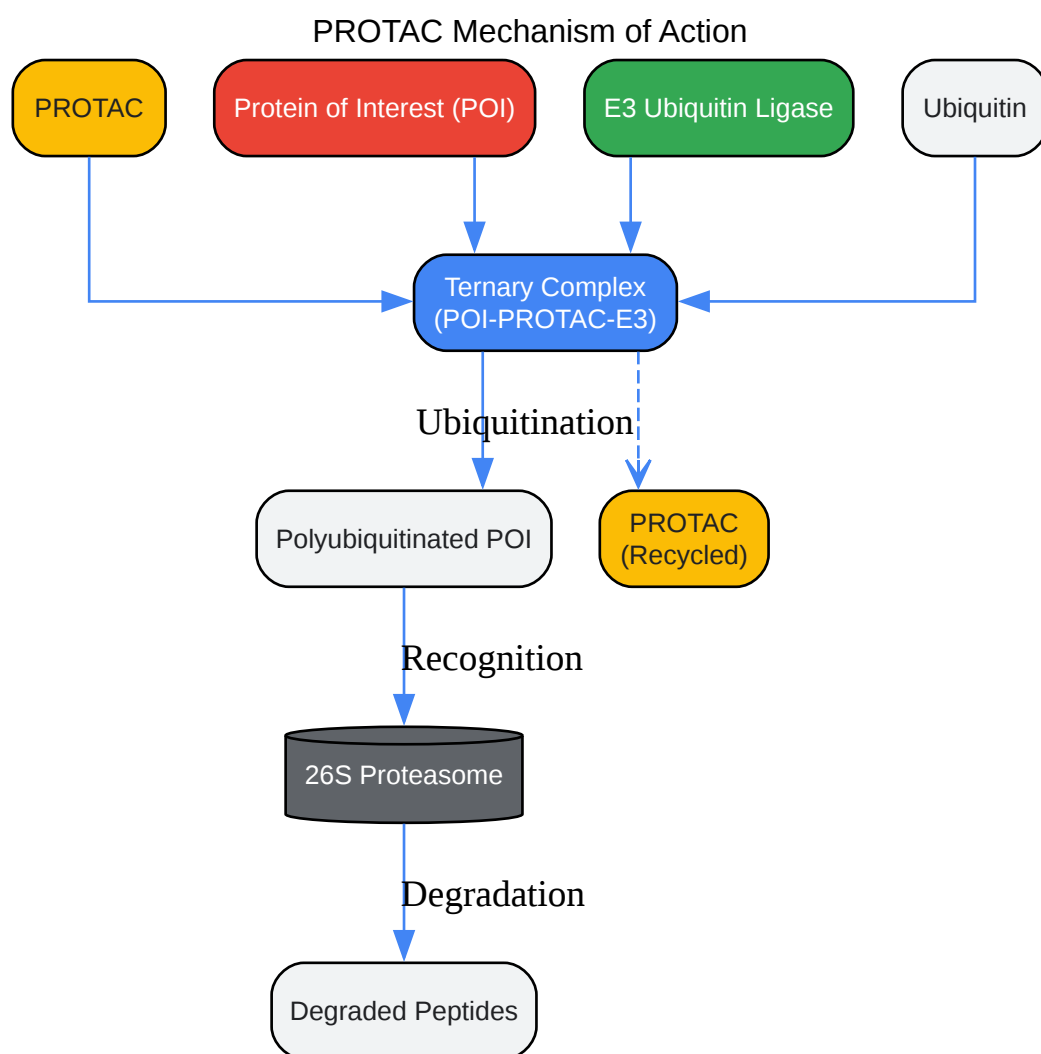 PROTAC Mechanism of Action
PROTAC
Protein of Interest (POI)
E3 Ubiquitin Ligase
Ubiquitin
Ternary Complex
(POI-PROTAC-E3)
Ubiquitination
Polyubiquitinated POI
PROTAC
(Recycled)
Recognition
26S Proteasome
Degradation
Degraded Peptides